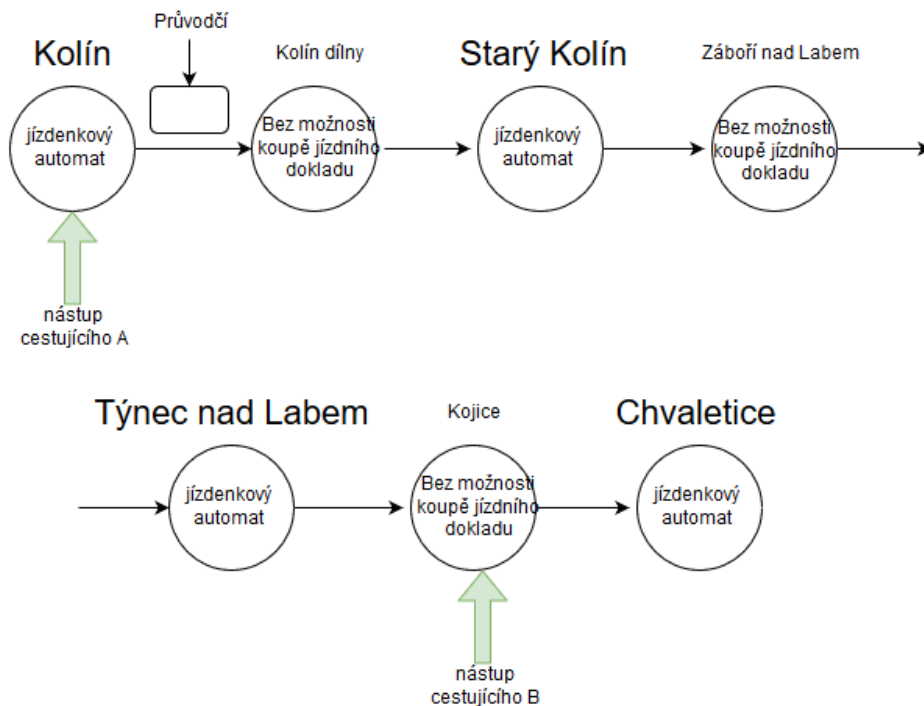 Průvodčí
Kolín
Kolín dílny
Starý Kolín
Záboří nad Labem
jízdenkový
automat
Bez možnosti
koupě jízdního
dokladu
jízdenkový
automat
Bez možnosti
koupě jízdního
dokladu
nástup
cestujícího A
Týnec nad Labem
Kojice
Chvaletice
jízdenkový
automat
Bez možnosti
koupě jízdního
dokladu
jízdenkový
automat
nástup
cestujícího B